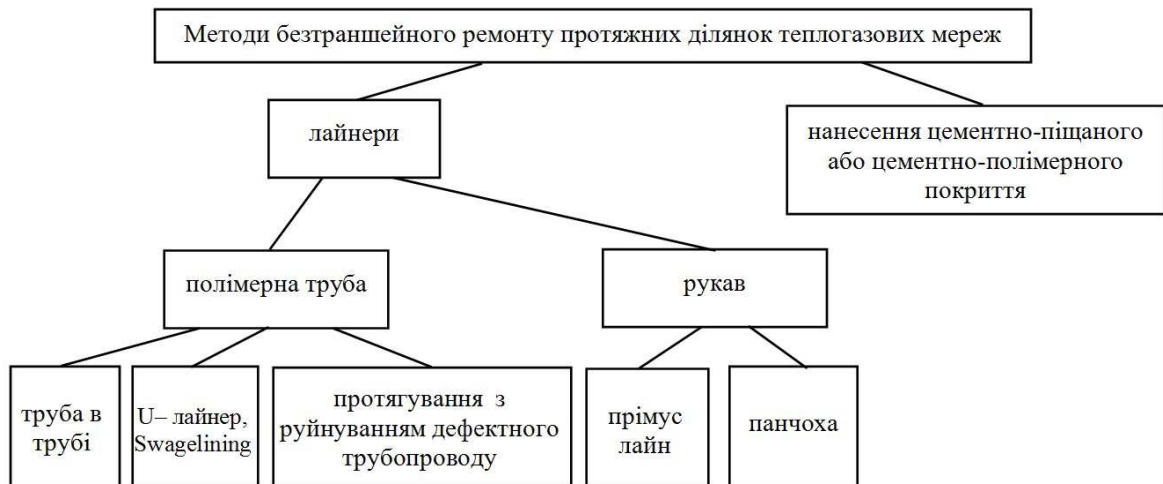 Методи безтраншейного ремонту протяжних ділянок теплогазових мереж
лайнери
нанесення цементно-піщаного
або цементно-полімерного
покриття
полімерна труба
рукав
труба в
трубі
U– лайнер,
Swagelining
протягування з
руйнуванням дефектного
трубопроводу
прімус
лайн
панчоха